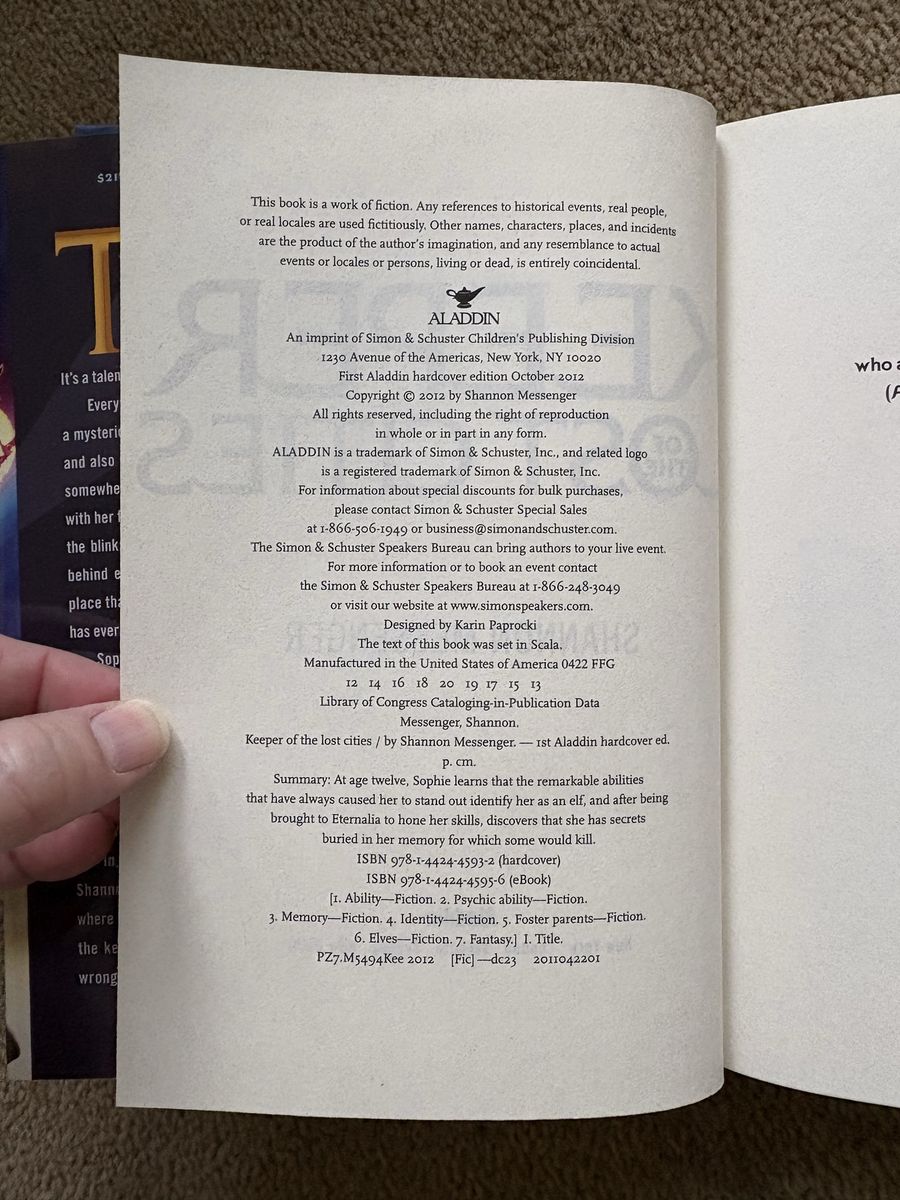 This book is a work of fiction. Any references to historical events, real people,
or real locales are used fictitiously. Other names, characters, places, and incidents
are the product of the author's imagination, and any resemblance to actual
events or locales or persons, living or dead, is entirely coincidental.
ALADDIN
An imprint of Simon & Schuster Children's Publishing Division
1230 Avenue of the Americas, New York, NY 10020
First Aladdin hardcover edition October 2012
Copyright © 2012 by Shannon Messenger
All rights reserved, including the right of reproduction
in whole or in part in any form.
ALADDIN is a trademark of Simon & Schuster, Inc., and related logo
is a registered trademark of Simon & Schuster, Inc.
For information about special discounts for bulk purchases,
please contact Simon & Schuster Special Sales
at 1-866-506-1949 or business@simonandschuster.com.
The Simon & Schuster Speakers Bureau can bring authors to your live event.
For more information or to book an event contact
the Simon & Schuster Speakers Bureau at 1-866-248-3049
or visit our website at www.simonspeakers.com.
Designed by Karin Paprocki
The text of this book was set in Scala.
Manufactured in the United States of America 0422 FFG
12 14 16 18 20 19 17 15 13
Library of Congress Cataloging-in-Publication Data
Messenger, Shannon.
Keeper of the lost cities / by Shannon Messenger. — 1st Aladdin hardcover ed.
p. cm.
Summary: At age twelve, Sophie learns that the remarkable abilities
that have always caused her to stand out identify her as an elf, and after being
brought to Eternalia to hone her skills, discovers that she has secrets
buried in her memory for which some would kill.
ISBN 978-1-4424-4593-2 (hardcover)
ISBN 978-1-4424-4595-6 (eBook)
[1. Ability—Fiction. 2. Psychic ability—Fiction.
3. Memory—Fiction. 4. Identity—Fiction. 5. Foster parents—Fiction.
6. Elves—Fiction. 7. Fantasy.] I. Title.
PZ7.M5494Kee 2012 [Fic]—dc23 2011042201
$21
T
It's a talen
Every
a mysterio
and also
somewhe
with her f
the blink
behind e
place tha
has ever
Sop
In
Shann
where
the ke
wrong
who a
(F